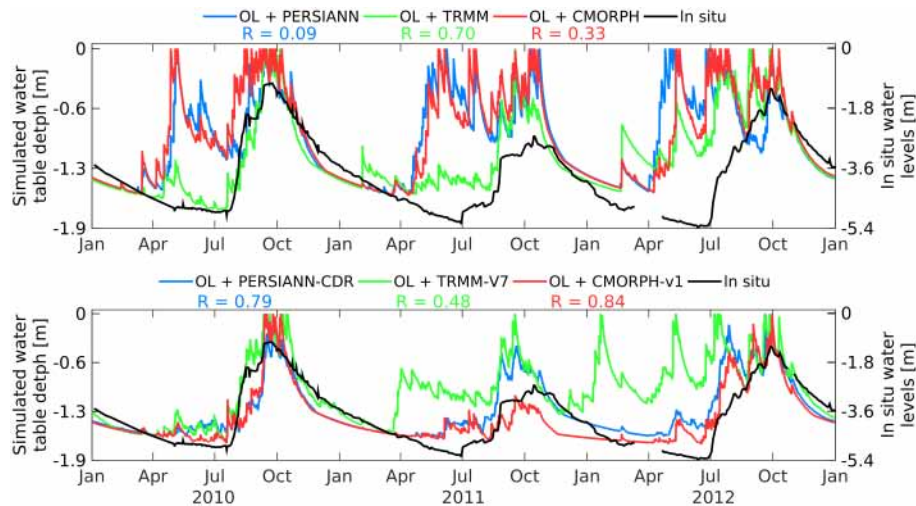 OL + PERSIANN OL + TRMM OL + CMORPH In situ
R = 0.09 R = 0.70 R = 0.33
Simulated water
table detpth [m]
0
-0.6
-1.3
-1.9
0
-1.8
-3.6
-5.4
In situ water
levels [m]
Jan Apr Jul Oct Jan Apr Jul Oct Jan Apr Jul Oct Jan
OL + PERSIANN-CDR OL + TRMM-V7 OL + CMORPH-v1 In situ
R = 0.79 R = 0.48 R = 0.84
Simulated water
table detpth [m]
0
-0.6
-1.3
-1.9
0
-1.8
-3.6
-5.4
In situ water
levels [m]
Jan Apr Jul Oct Jan Apr Jul Oct Jan Apr Jul Oct Jan
2010 2011 2012